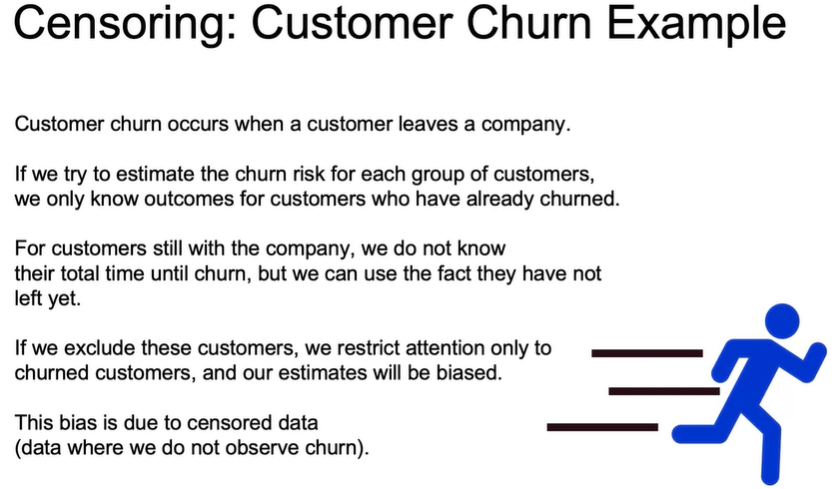 Censoring: Customer Churn Example
Customer churn occurs when a customer leaves a company.
If we try to estimate the churn risk for each group of customers,
we only know outcomes for customers who have already churned.
For customers still with the company, we do not know
their total time until churn, but we can use the fact they have not
left yet.
If we exclude these customers, we restrict attention only to
churned customers, and our estimates will be biased.
This bias is due to censored data
(data where we do not observe churn).